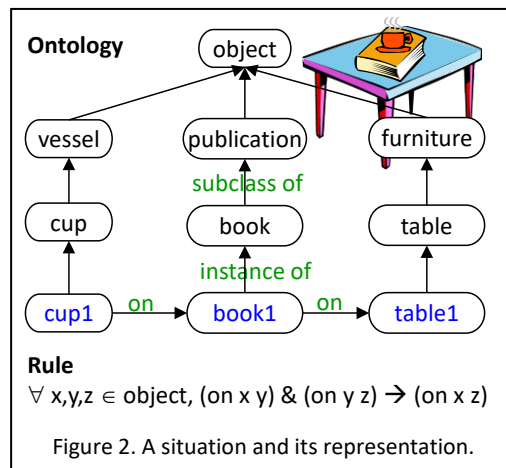 Ontology
object
vessel publication furniture
subclass of
cup book table
instance of
cup1 on book1 on table1
Rule
∀ x,y,z ∈ object, (on x y) & (on y z) → (on x z)
Figure 2. A situation and its representation.